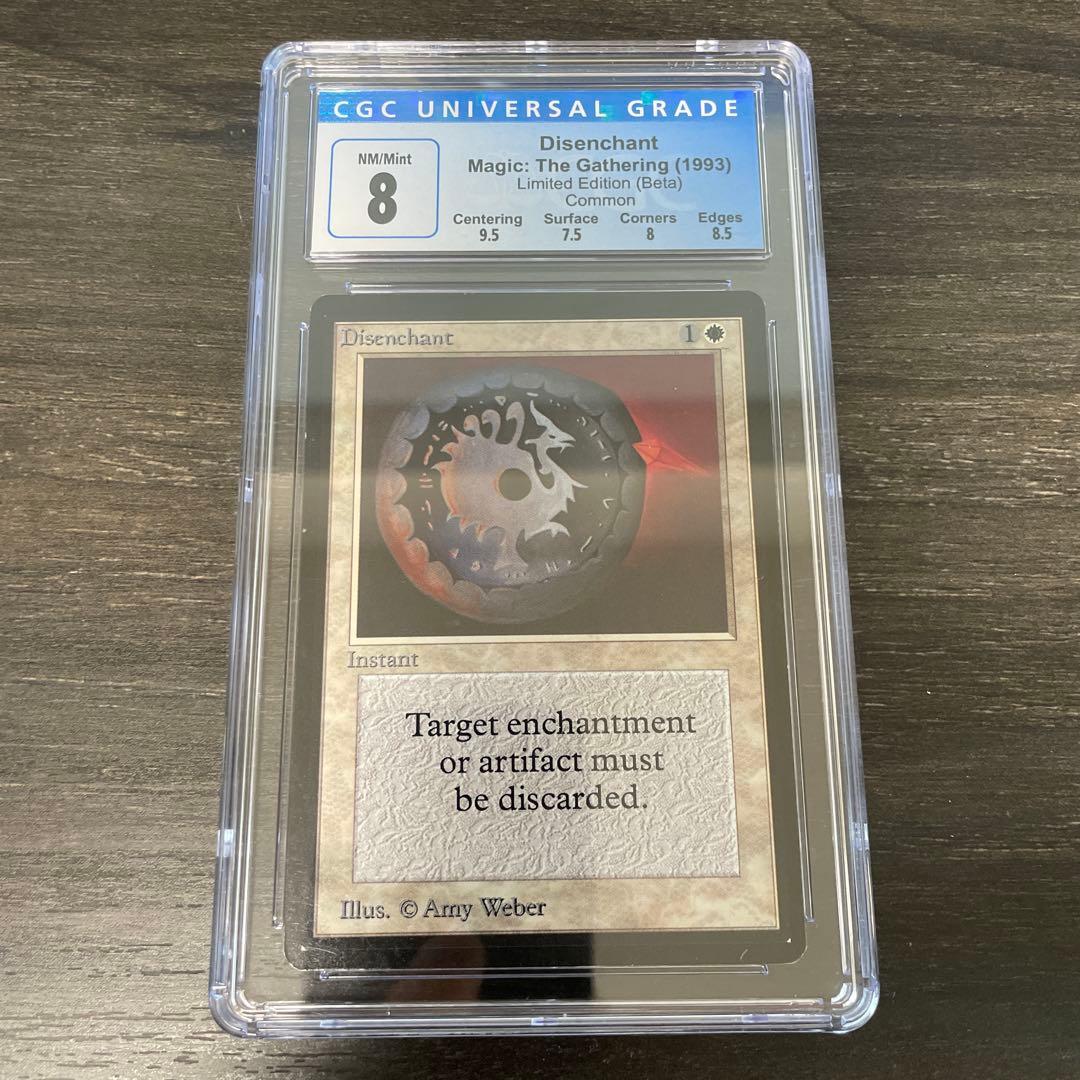 CGC UNIVERSAL GRADE
NM/Mint
8
Disenchant
Magic: The Gathering (1993)
Limited Edition (Beta)
Common
Centering Surface Corners Edges
9.5 7.5 8 8.5
Disenchant 1
Instant
Target enchantment
or artifact must
be discarded.
Illus. © Amy Weber